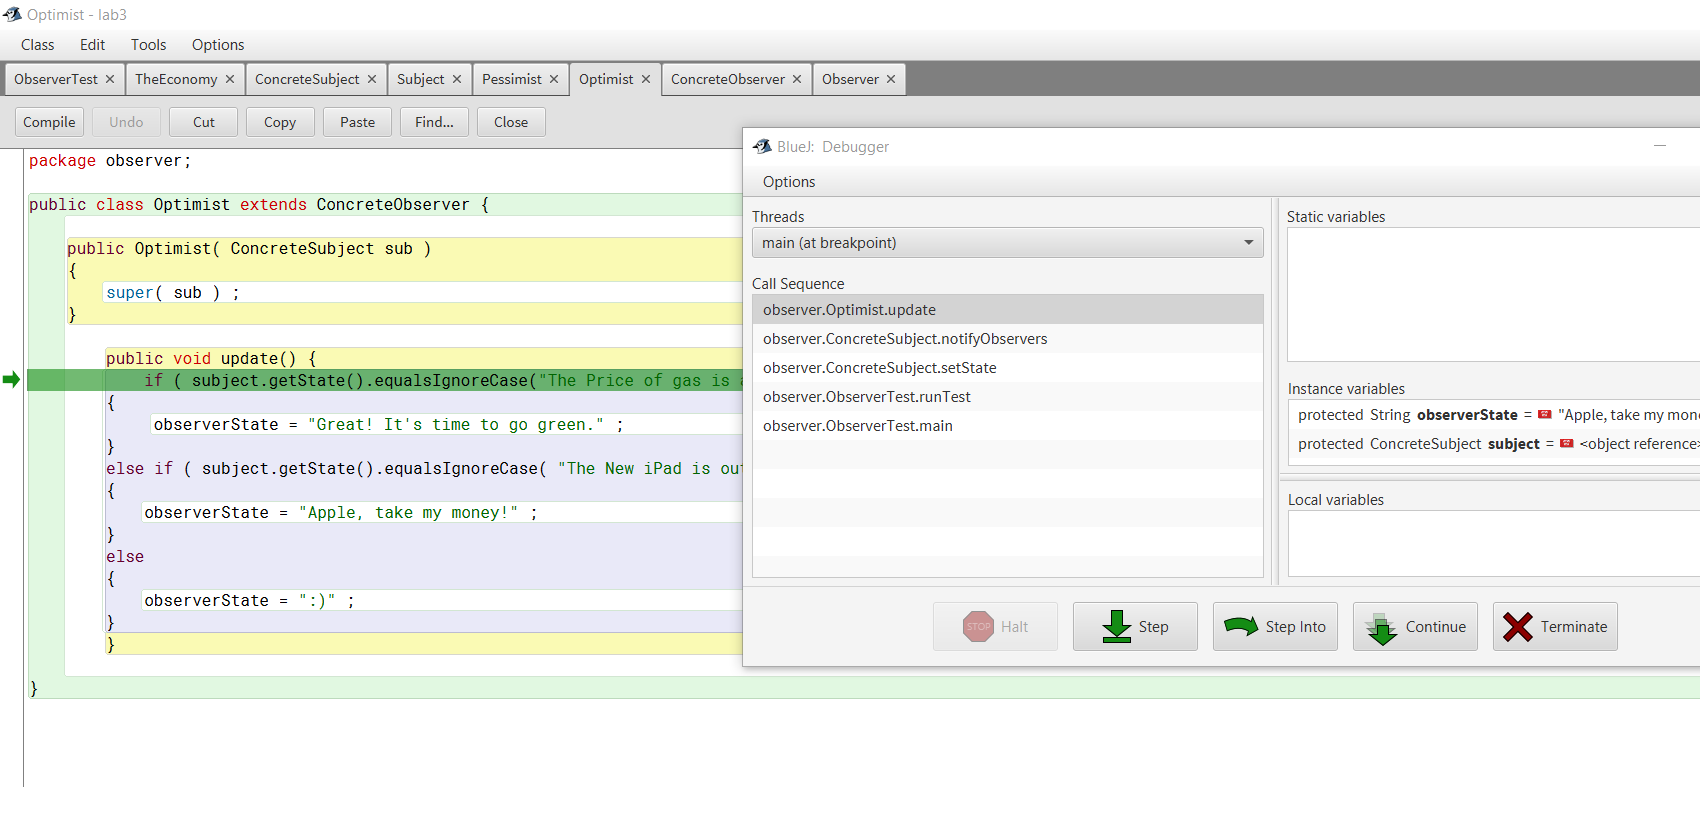 Optimist - lab3
Class Edit Tools Options
ObserverTest × TheEconomy × ConcreteSubject × Subject × Pessimist × Optimist × ConcreteObserver × Observer ×
Compile Undo Cut Copy Paste Find... Close
package observer;
public class Optimist extends ConcreteObserver {
public Optimist( ConcreteSubject sub )
{
super( sub ) ;
}
public void update() {
if ( subject.getState().equalsIgnoreCase("The Price of gas is
{
observerState = "Great! It's time to go green." ;
}
else if ( subject.getState().equalsIgnoreCase( "The New iPad is
{
observerState = "Apple, take my money!" ;
}
else
{
observerState = ":)" ;
}
}
}
BlueJ: Debugger
Options
Threads
main (at breakpoint)
Call Sequence
observer.Optimist.update
observer.ConcreteSubject.notifyObservers
observer.ConcreteSubject.setState
observer.ObserverTest.runTest
observer.ObserverTest.main
Static variables
Instance variables
protected String observerState = "Apple, take my
protected ConcreteSubject subject = <object reference>
Local variables
STOP Halt Step Step Into Continue Terminate